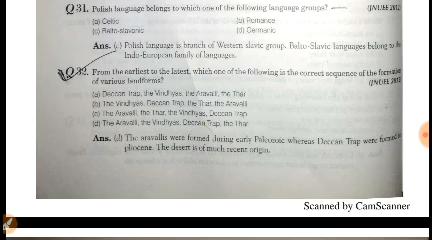 Q 31. Polish language belongs to which one of the following language groups? (JNUEE 2012)
(a) Celtic (b) Romance
(c) Balto-slavonic (d) Germanic
Ans. (c) Polish language is branch of Western slavic group. Balto-Slavic languages belong to
Indo-European family of languages.
Q 32. From the earliest to the latest, which one of the following is the correct sequence of the
of various landforms? (JNUEE
(a) Deccan Trap, the Vindhyas, the Aravalli, the Thar
(b) The Vindhyas, Deccan Trap, the Thar, the Aravalli
(c) The Aravalli, the Thar, the Vindhyas, Deccan Trap
(d) The Aravalli, the Vindhyas, Deccan Trap, the Thar
Ans. (d) The aravallis were formed during early Paleozoic whereas Deccan Trap were
pliocene. The desert is of much recent origin.
Scanned by CamScanner